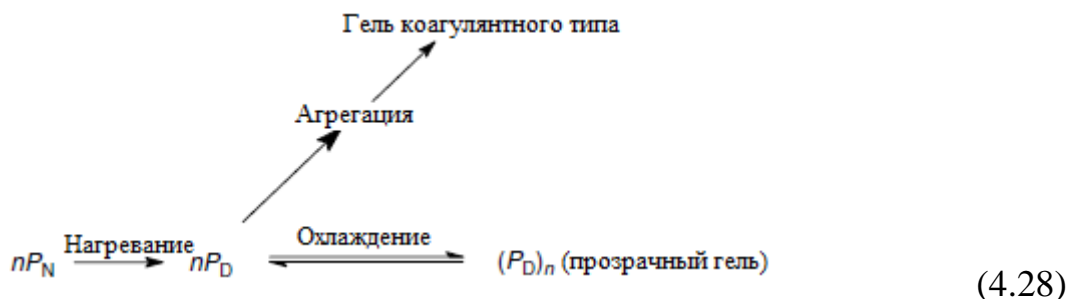 Гель коагулянтного типа
Агрегация
Нагревание
Охлаждение
nP_N nP_D (P_D)_n (прозрачный гель)
(4.28)